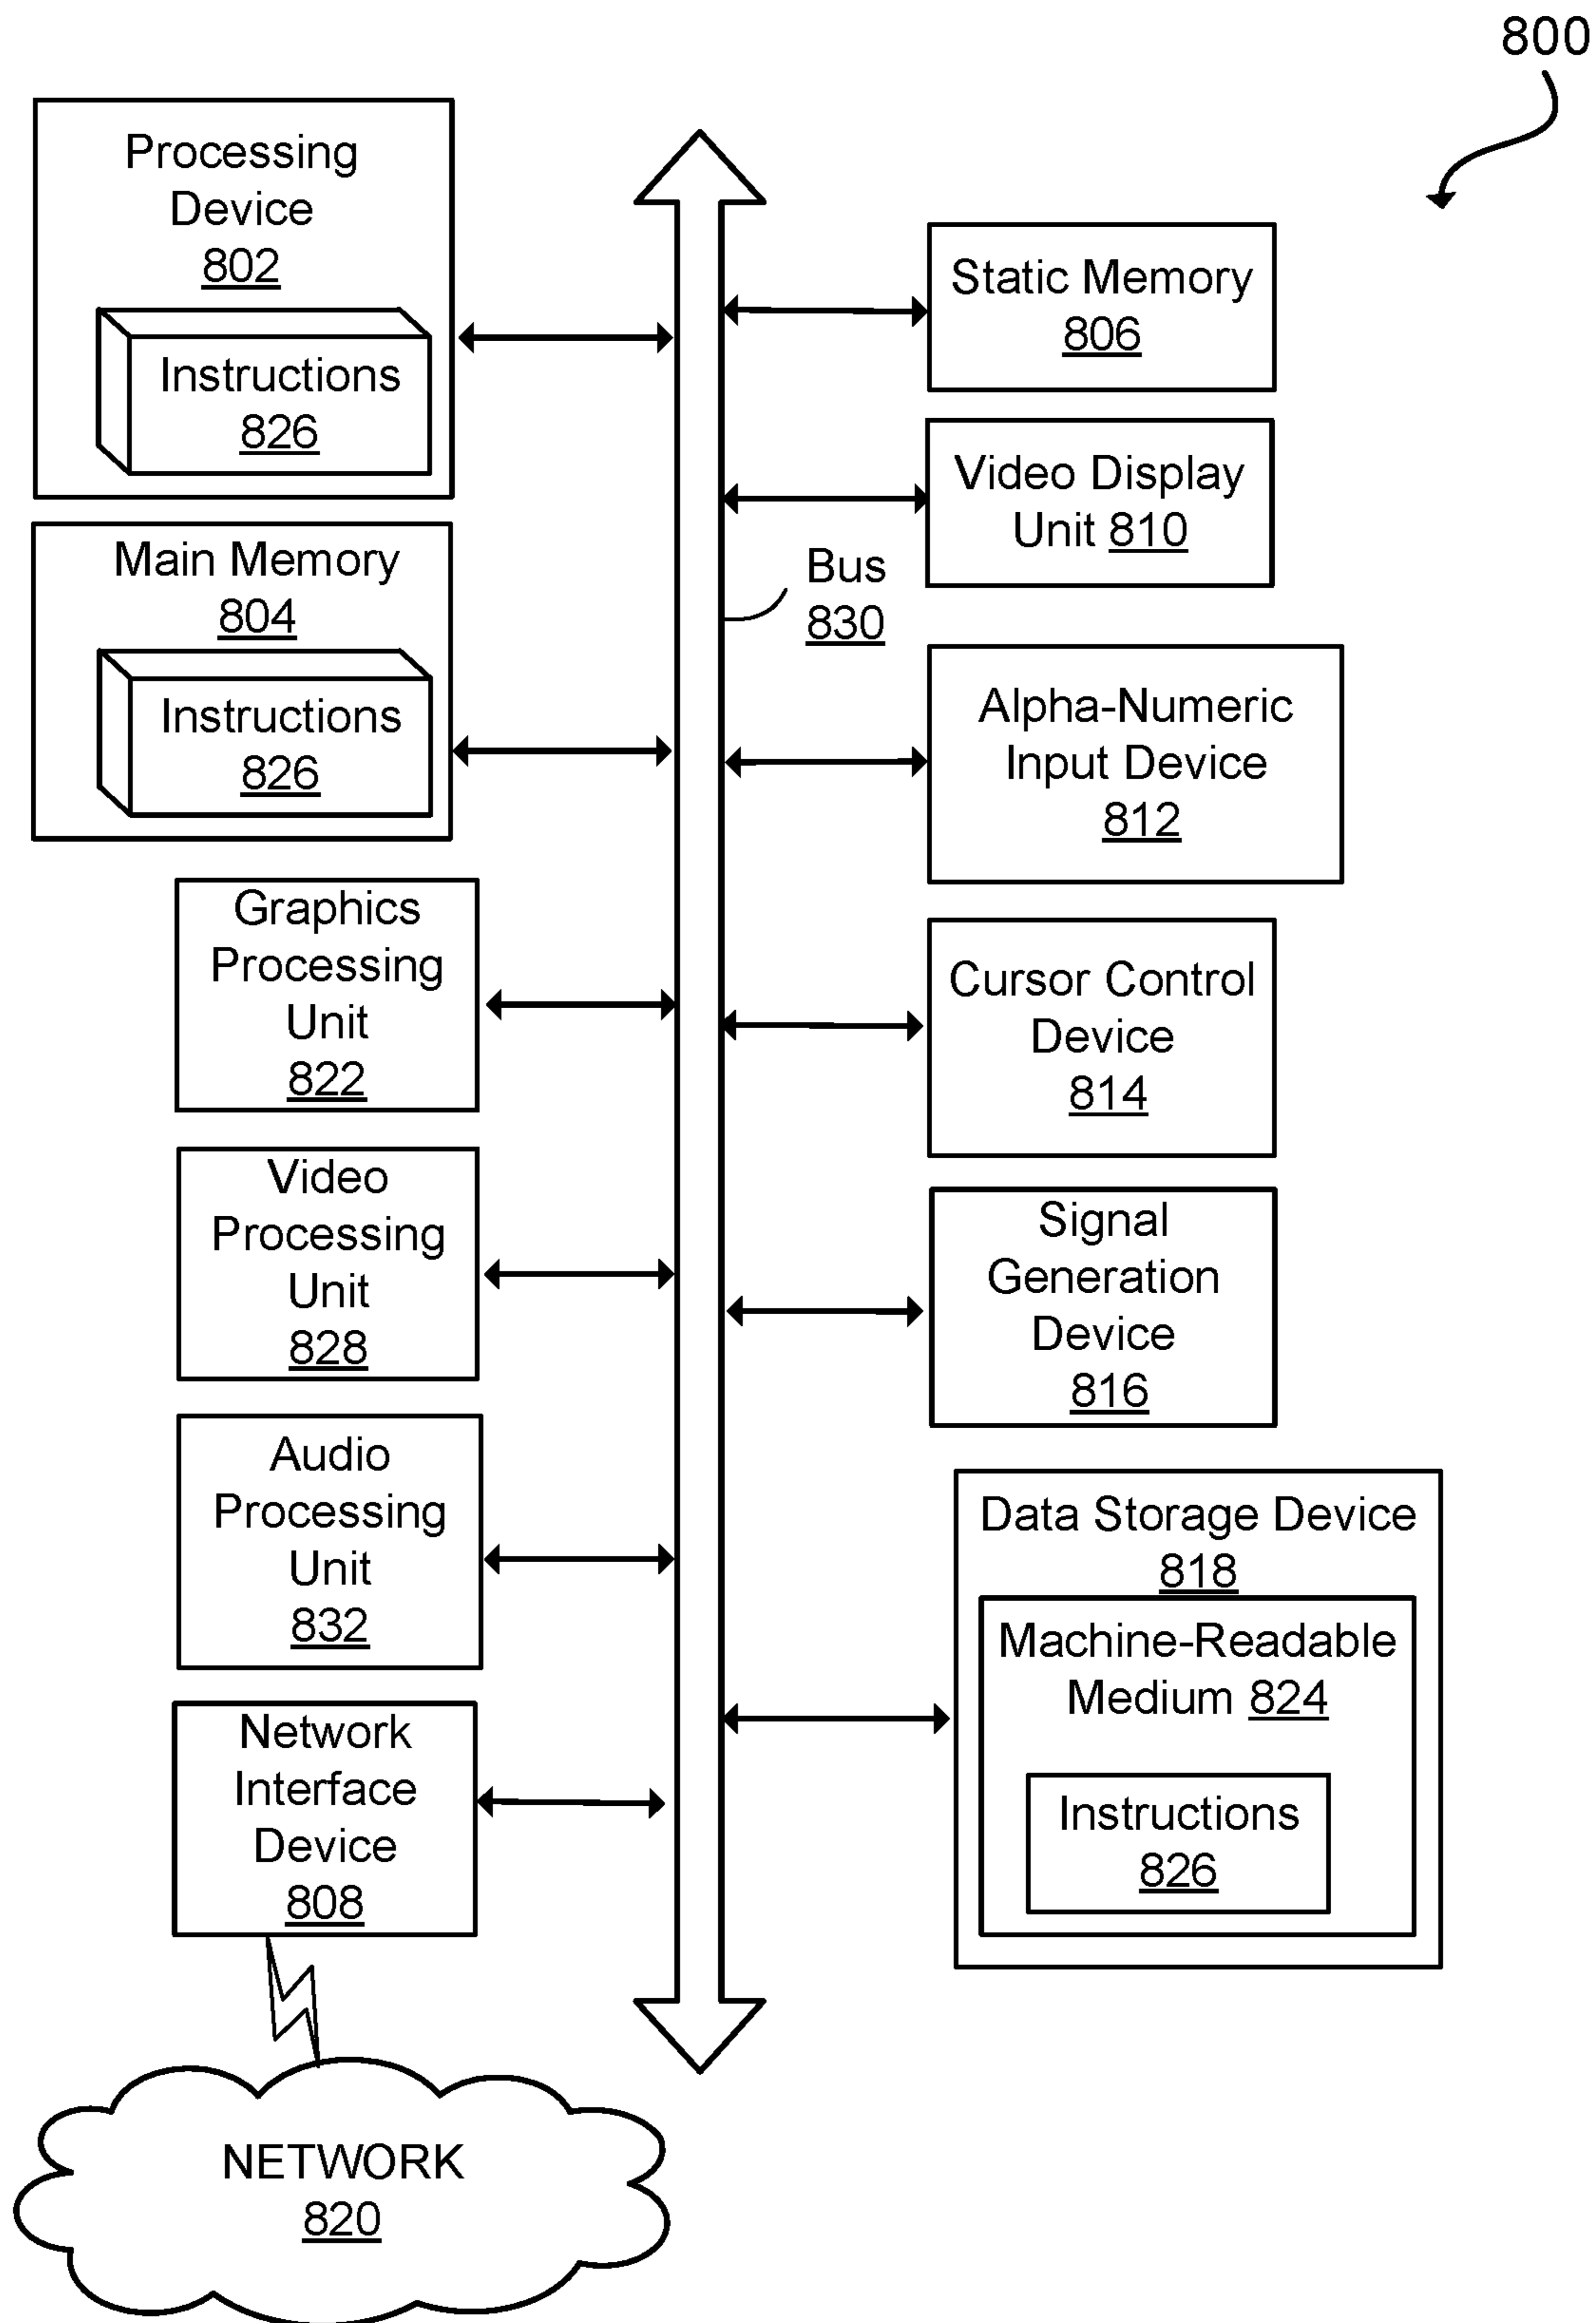 800
Processing
Device
802
Instructions
826
Main Memory
804
Instructions
826
Graphics
Processing
Unit
822
Video
Processing
Unit
828
Audio
Processing
Unit
832
Network
Interface
Device
808
NETWORK
820
Bus
830
Static Memory
806
Video Display
Unit 810
Alpha-Numeric
Input Device
812
Cursor Control
Device
814
Signal
Generation
Device
816
Data Storage Device
818
Machine-Readable
Medium 824
Instructions
826